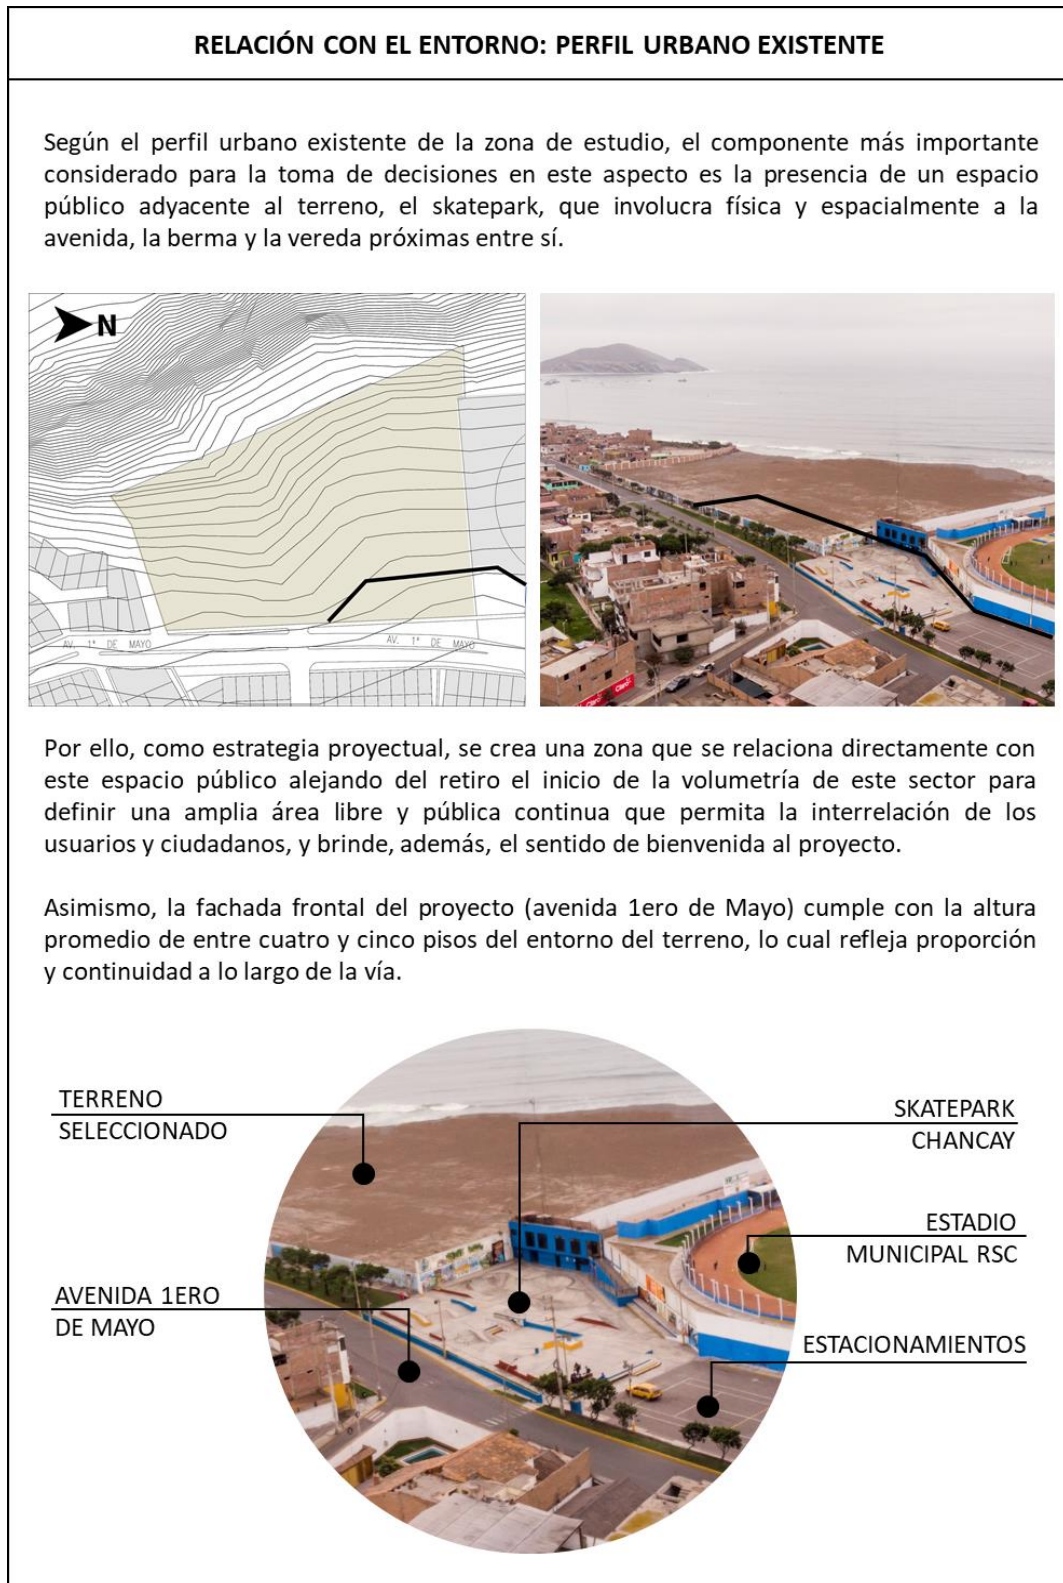 RELACIÓN CON EL ENTORNO: PERFIL URBANO EXISTENTE
Según el perfil urbano existente de la zona de estudio, el componente más importante
considerado para la toma de decisiones en este aspecto es la presencia de un espacio
público adyacente al terreno, el skatepark, que involucra física y espacialmente a la
avenida, la berma y la vereda próximas entre sí.
N
AV. 1° DE MAYO
AV. 1° DE MAYO
Claro
Por ello, como estrategia proyectual, se crea una zona que se relaciona directamente con
este espacio público alejando del retiro el inicio de la volumetría de este sector para
definir una amplia área libre y pública continua que permita la interrelación de los
usuarios y ciudadanos, y brinde, además, el sentido de bienvenida al proyecto.
Asimismo, la fachada frontal del proyecto (avenida 1ero de Mayo) cumple con la altura
promedio de entre cuatro y cinco pisos del entorno del terreno, lo cual refleja proporción
y continuidad a lo largo de la vía.
TERRENO
SELECCIONADO
SKATEPARK
CHANCAY
ESTADIO
MUNICIPAL RSC
AVENIDA 1ERO
DE MAYO
ESTACIONAMIENTOS